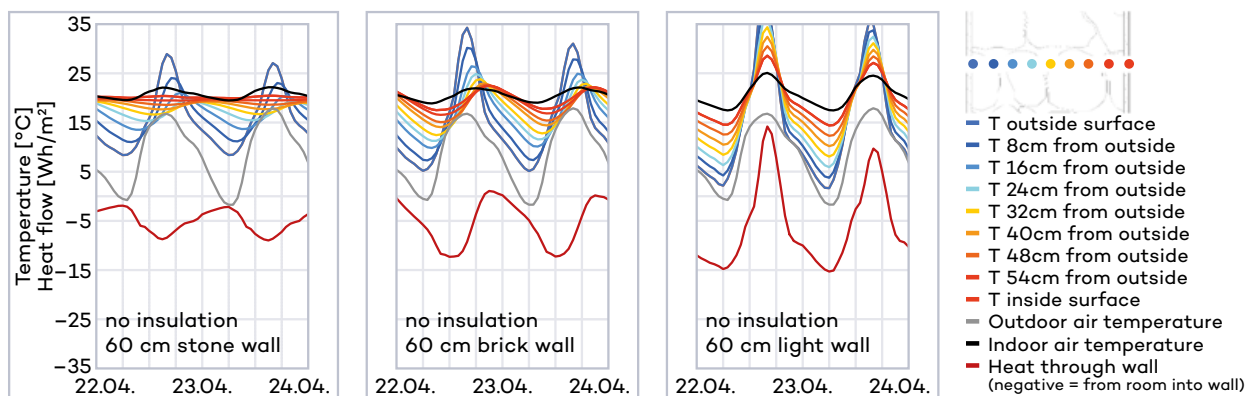 Temperature [°C]
Heat flow [Wh/m²]
35
25
15
5
−5
−15
−25
−35
no insulation
60 cm stone wall
22.04.
23.04.
24.04.
no insulation
60 cm brick wall
22.04.
23.04.
24.04.
no insulation
60 cm light wall
22.04.
23.04.
24.04.
T outside surface
T 8cm from outside
T 16cm from outside
T 24cm from outside
T 32cm from outside
T 40cm from outside
T 48cm from outside
T 54cm from outside
T inside surface
Outdoor air temperature
Indoor air temperature
Heat through wall
(negative = from room into wall)